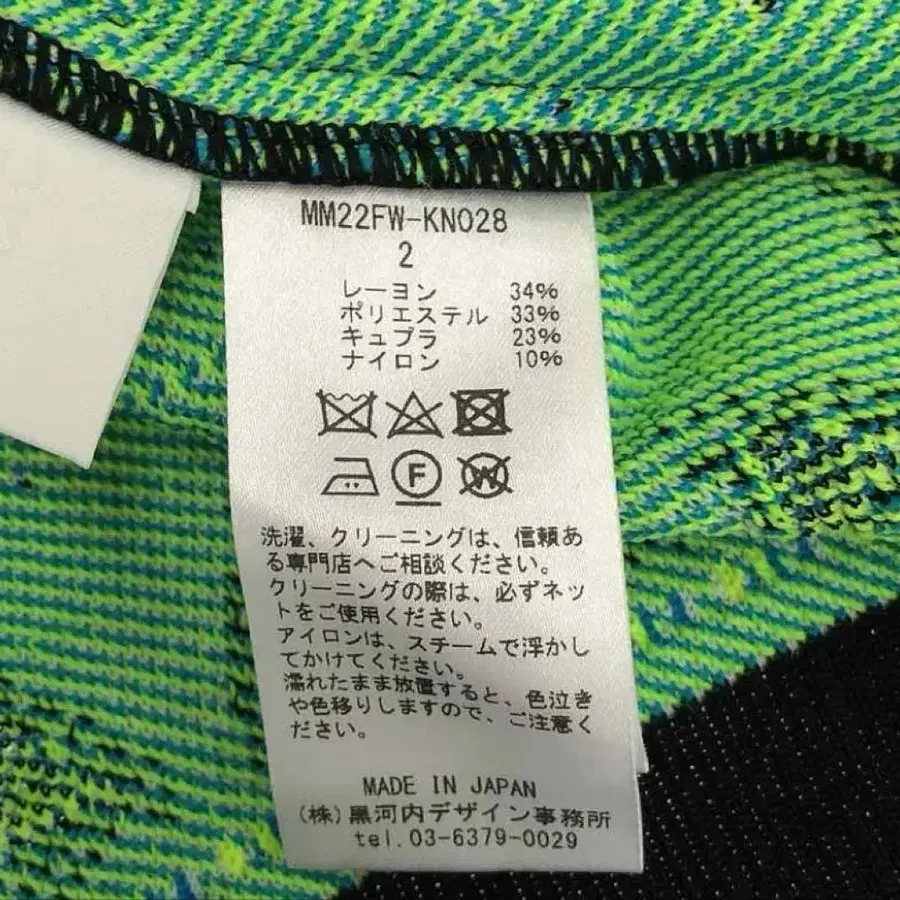 MM22FW-KN028
2
レーヨン 34%
ポリエステル 33%
キュプラ 23%
ナイロン 10%
F
W
洗濯、クリーニングは、信頼あ
る専門店へご相談ください。
クリーニングの際は、必ずネッ
トをご使用ください。
アイロンは、スチームで浮かし
てかけてください。
濡れたまま放置すると、色泣き
や色移りしますので、ご注意く
ださい。
MADE IN JAPAN
(株)黒河内デザイン事務所
tel.03-6379-0029